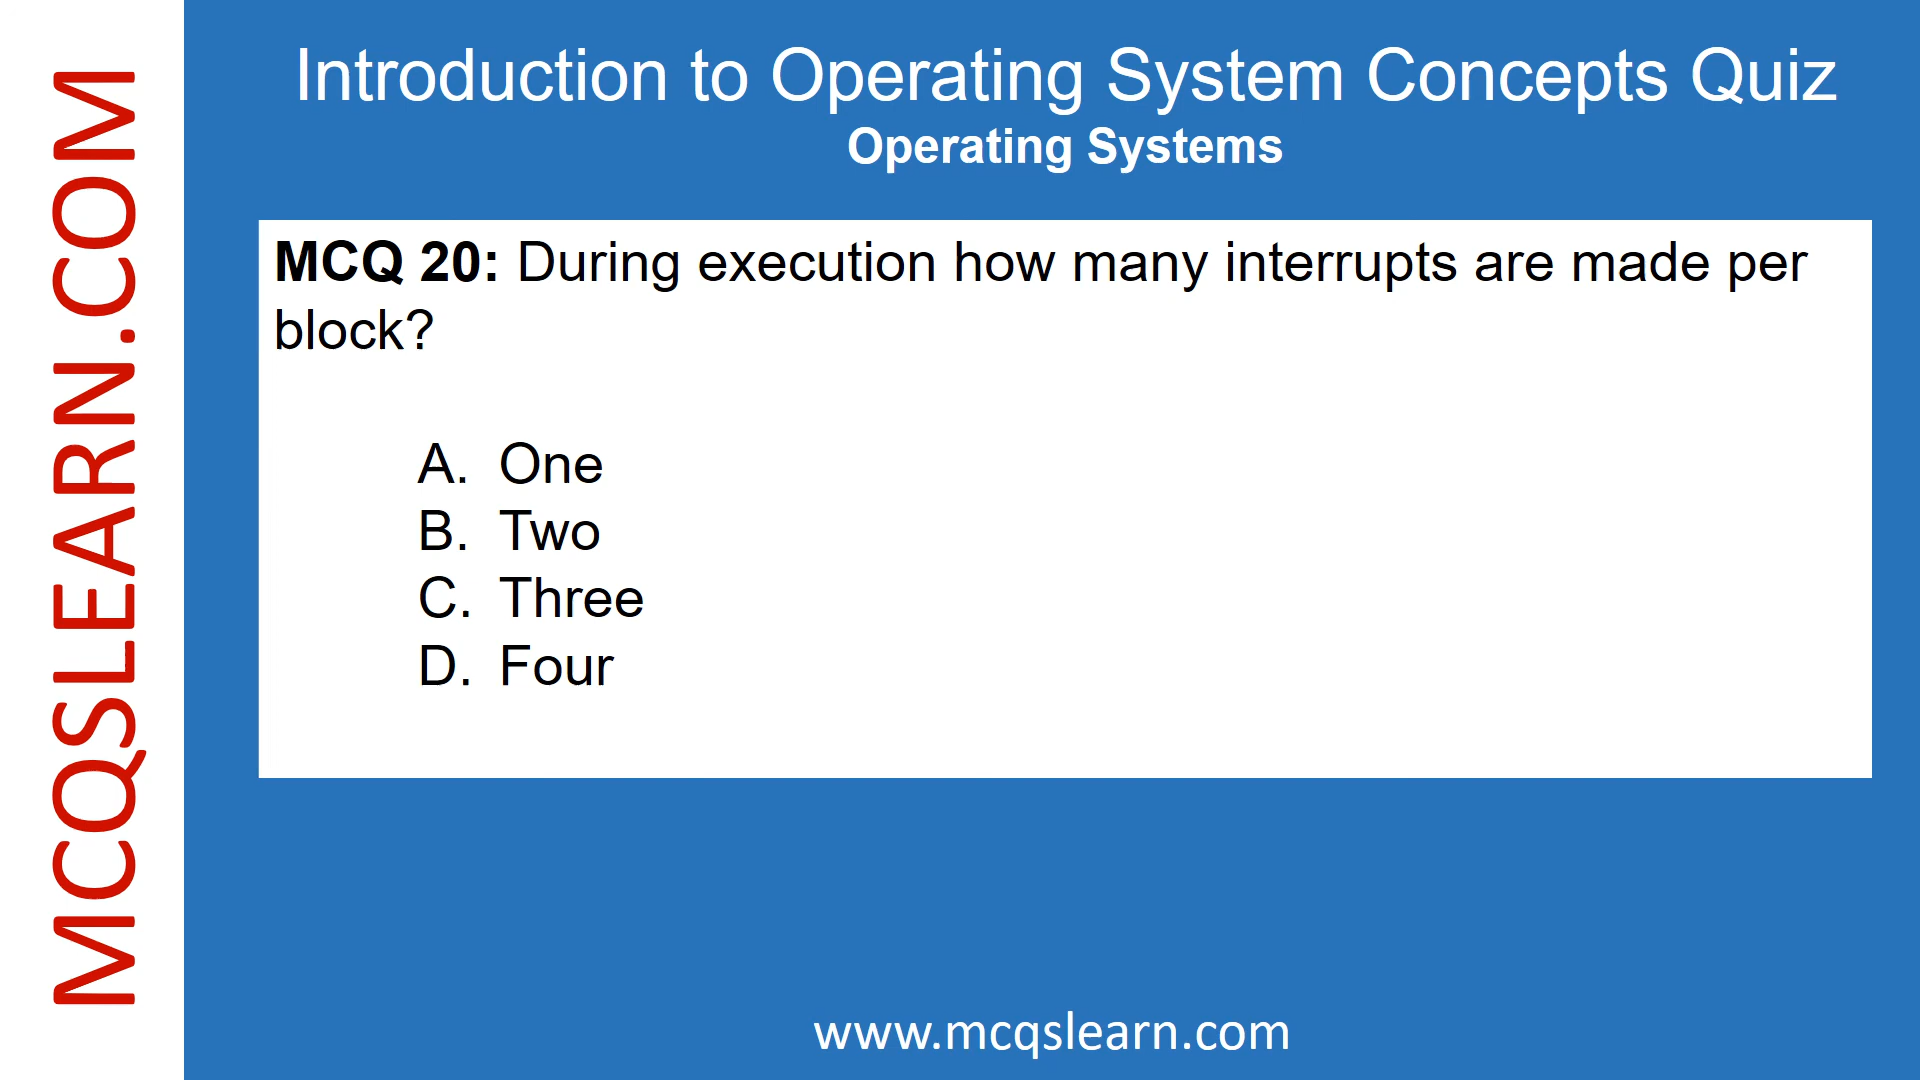 MCQSLEARN.COM
Introduction to Operating System Concepts Quiz
Operating Systems
MCQ 20: During execution how many interrupts are made per
block?
A. One
B. Two
C. Three
D. Four
www.mcqslearn.com